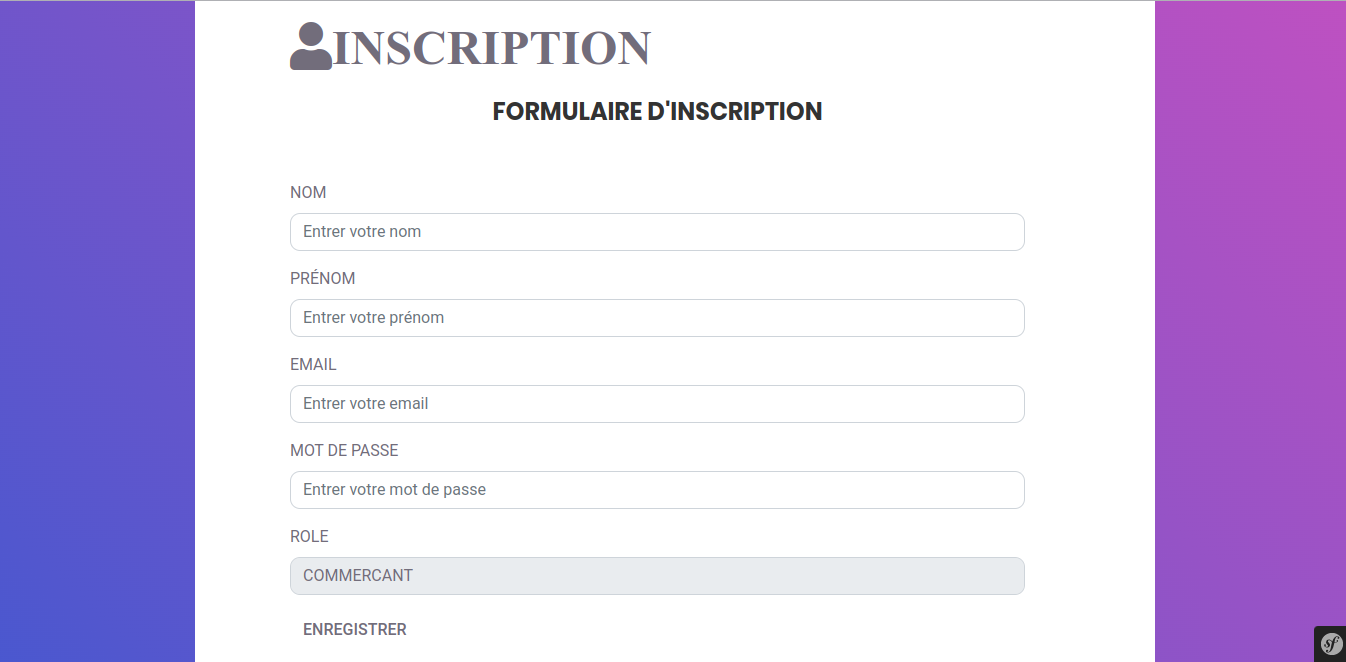 INSCRIPTION
FORMULAIRE D'INSCRIPTION
NOM
Entrer votre nom
PRÉNOM
Entrer votre prénom
EMAIL
Entrer votre email
MOT DE PASSE
Entrer votre mot de passe
ROLE
COMMERCANT
ENREGISTRER
sf